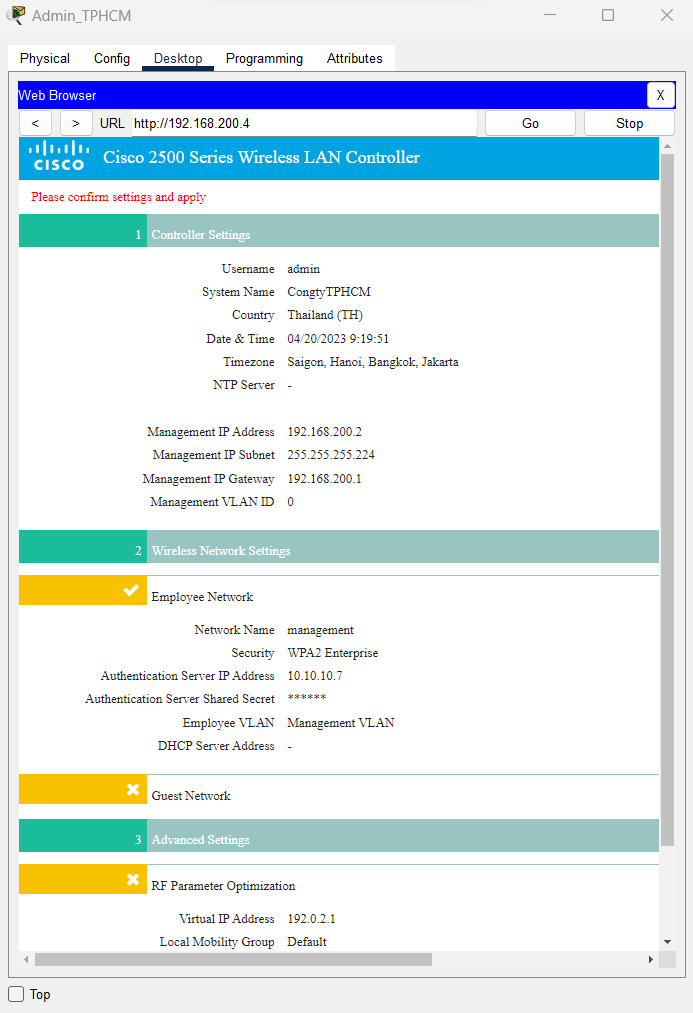 Admin_TPHCM
Physical Config Desktop Programming Attributes
Web Browser X
< > URL http://192.168.200.4 Go Stop
CISCO Cisco 2500 Series Wireless LAN Controller
Please confirm settings and apply
1 Controller Settings
Username admin
System Name CongtyTPHCM
Country Thailand (TH)
Date & Time 04/20/2023 9:19:51
Timezone Saigon, Hanoi, Bangkok, Jakarta
NTP Server -
Management IP Address 192.168.200.2
Management IP Subnet 255.255.255.224
Management IP Gateway 192.168.200.1
Management VLAN ID 0
2 Wireless Network Settings
Employee Network
Network Name management
Security WPA2 Enterprise
Authentication Server IP Address 10.10.10.7
Authentication Server Shared Secret ******
Employee VLAN Management VLAN
DHCP Server Address -
Guest Network
3 Advanced Settings
RF Parameter Optimization
Virtual IP Address 192.0.2.1
Local Mobility Group Default
Top